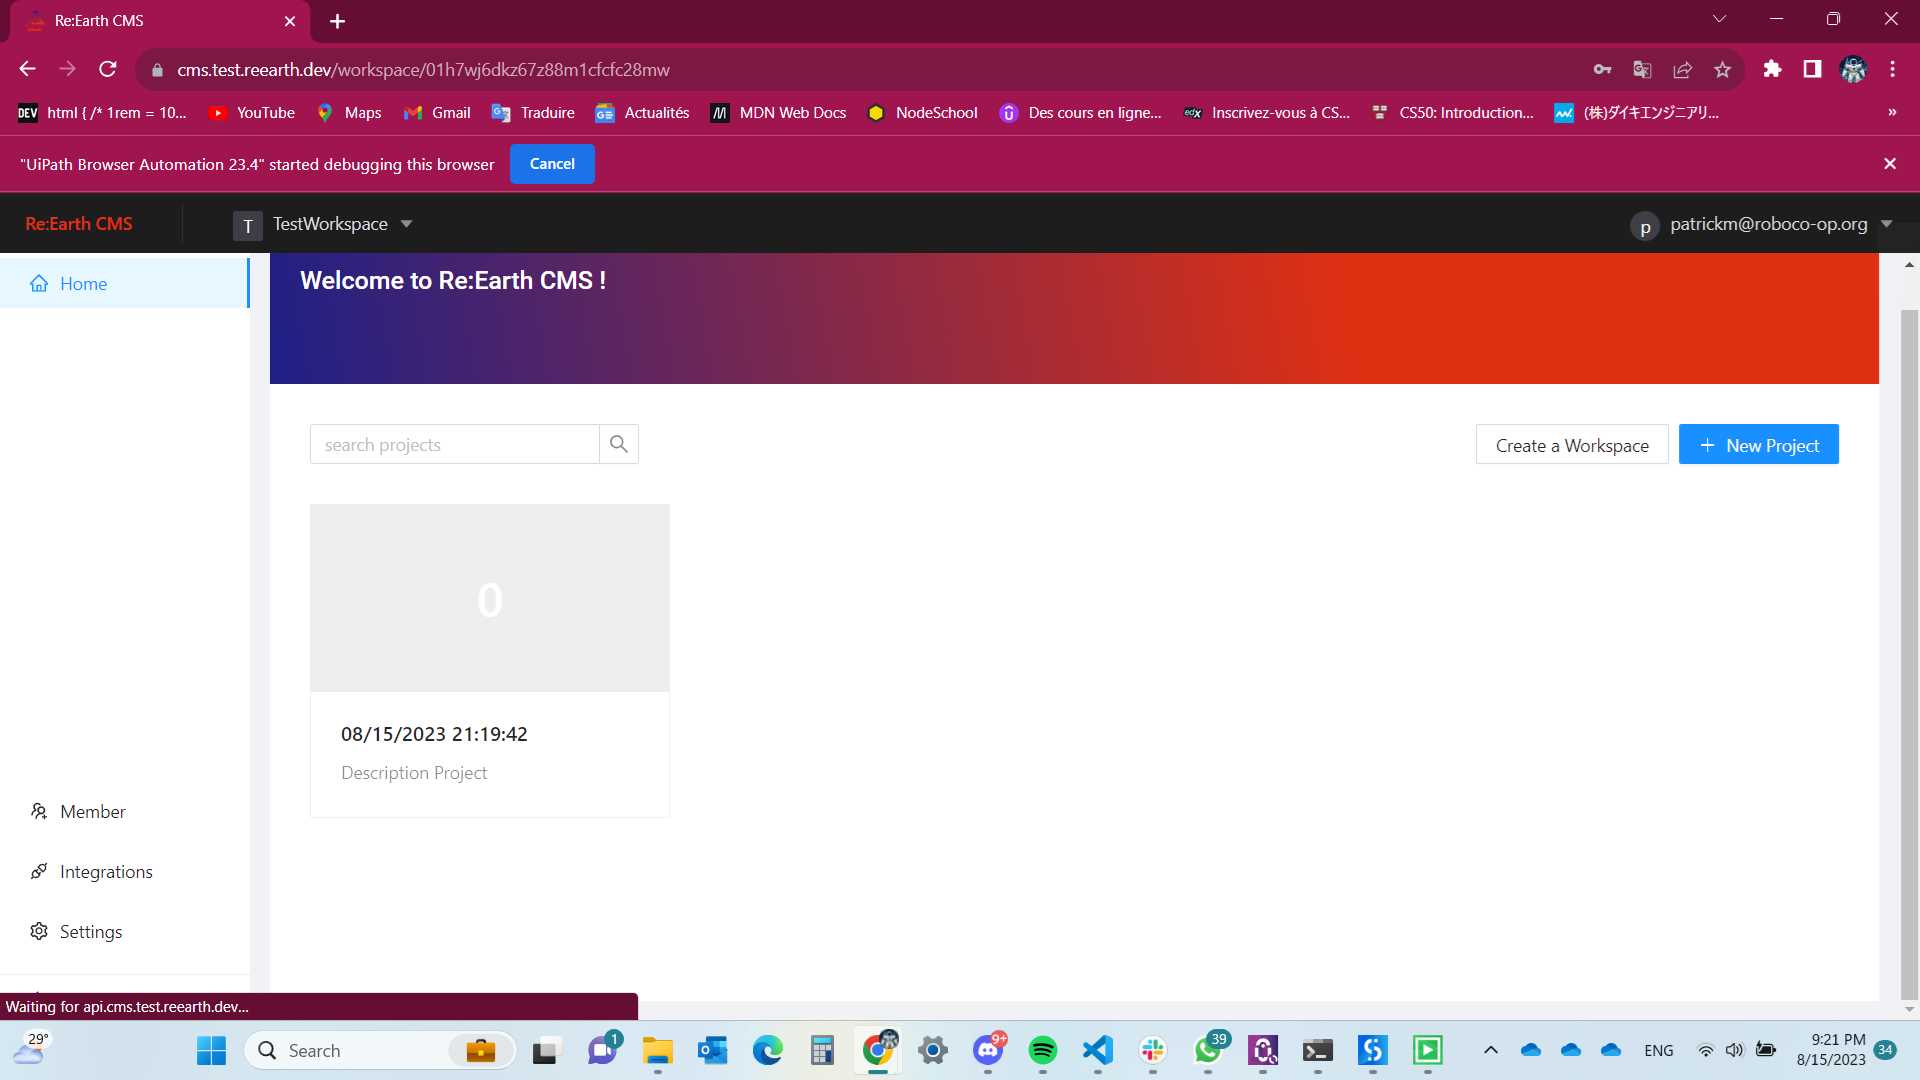 Re:Earth CMS
cms.test.reearth.dev/workspace/01h7wj6dkz67z88m1cfcfc28mw
DEV html { /* 1rem = 10... YouTube Maps Gmail Traduire Actualités MDN Web Docs NodeSchool Des cours en ligne... edX Inscrivez-vous à CS... CS50: Introduction... (株)ダイキエンジニアリ... »
"UiPath Browser Automation 23.4" started debugging this browser Cancel
Re:Earth CMS T TestWorkspace p patrickm@roboco-op.org
Home
Welcome to Re:Earth CMS !
search projects Create a Workspace + New Project
0
08/15/2023 21:19:42
Description Project
Member
Integrations
Settings
Waiting for api.cms.test.reearth.dev...
29° Search 1 9+ 39 ENG 9:21 PM
8/15/2023 34